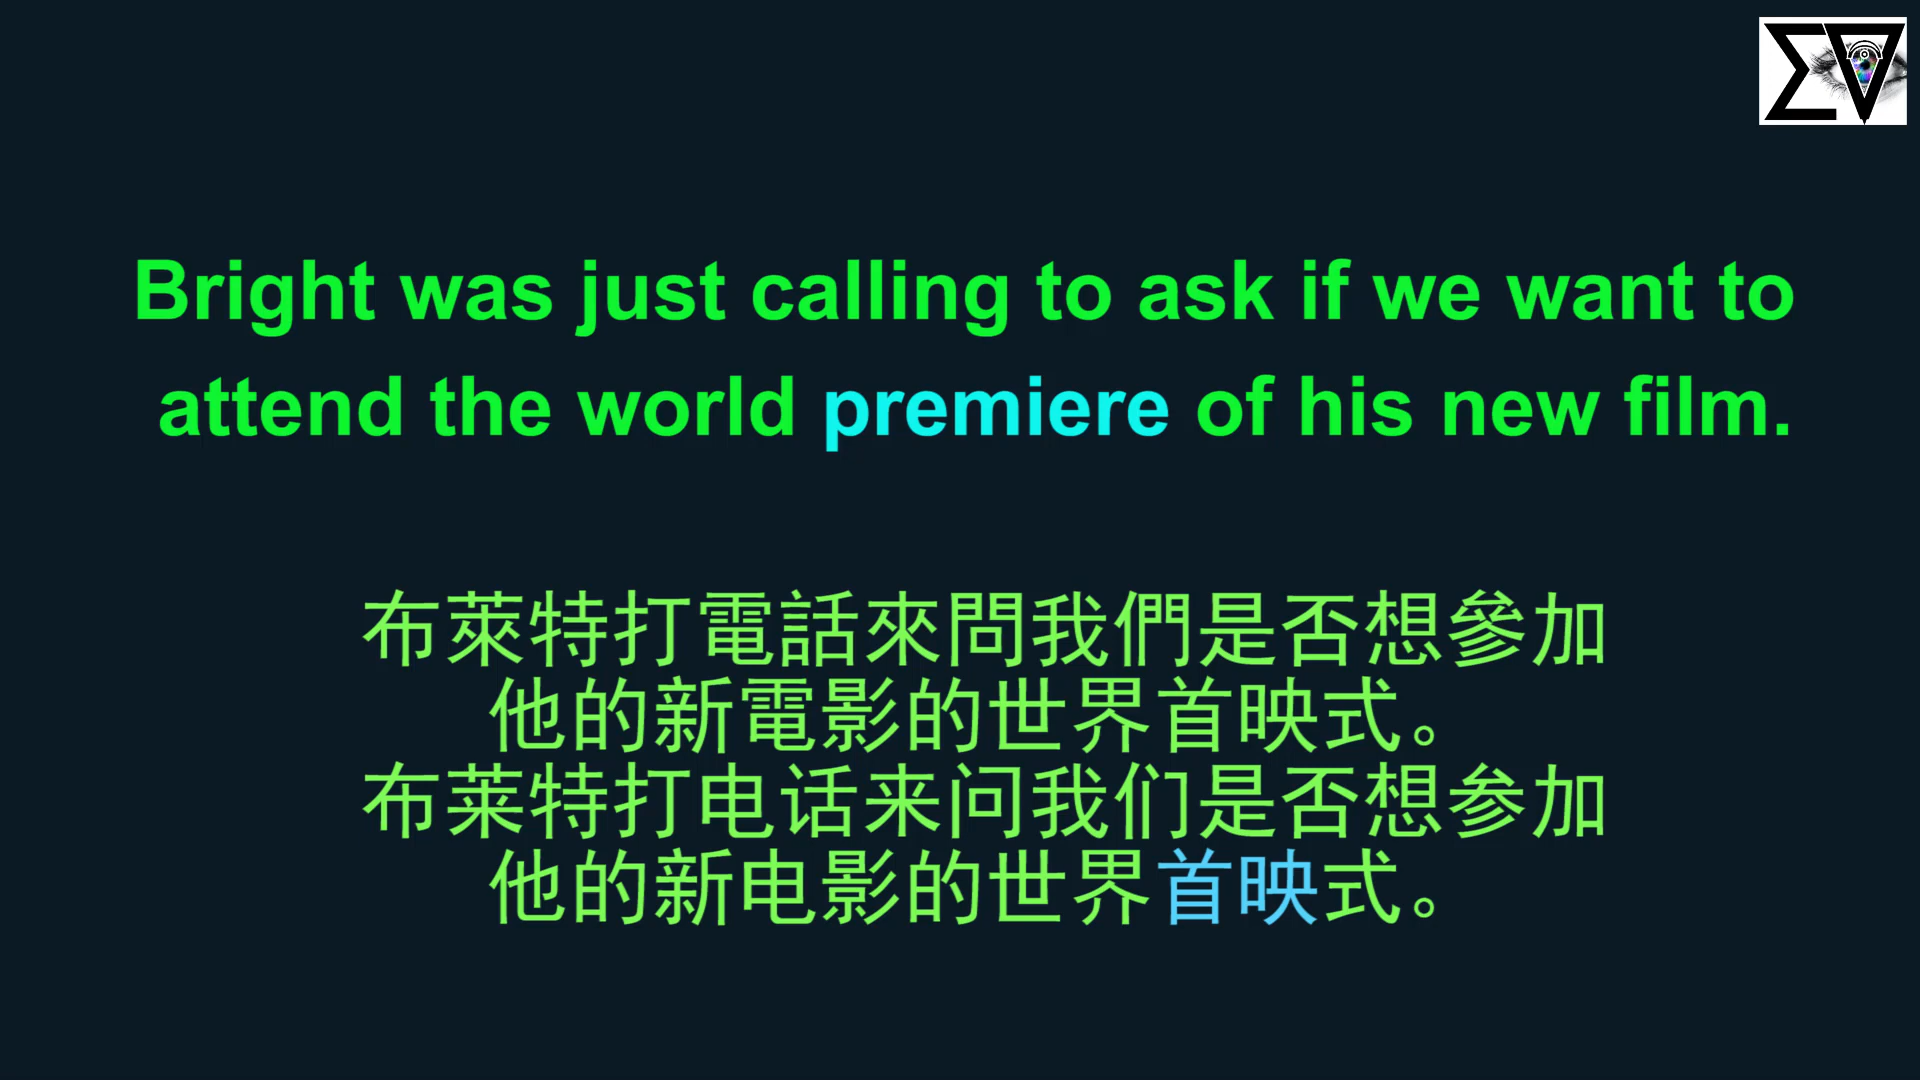 Bright was just calling to ask if we want to
attend the world premiere of his new film.
布萊特打電話來問我們是否想參加
他的新電影的世界首映式。
布莱特打电话来问我们是否想参加
他的新电影的世界首映式。